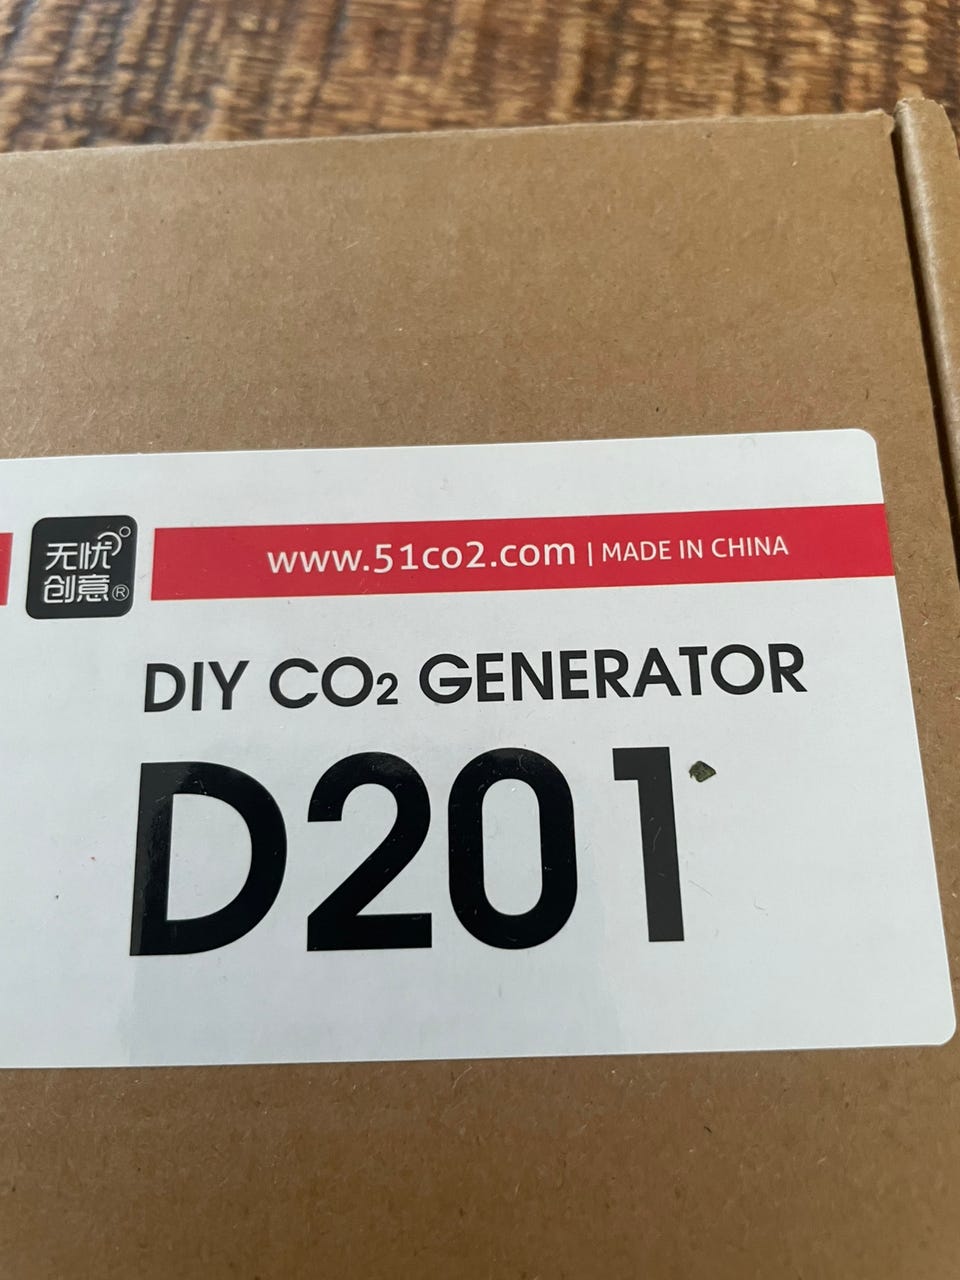 无忧
创意®
www.51co2.com | MADE IN CHINA
DIY CO₂ GENERATOR
D201